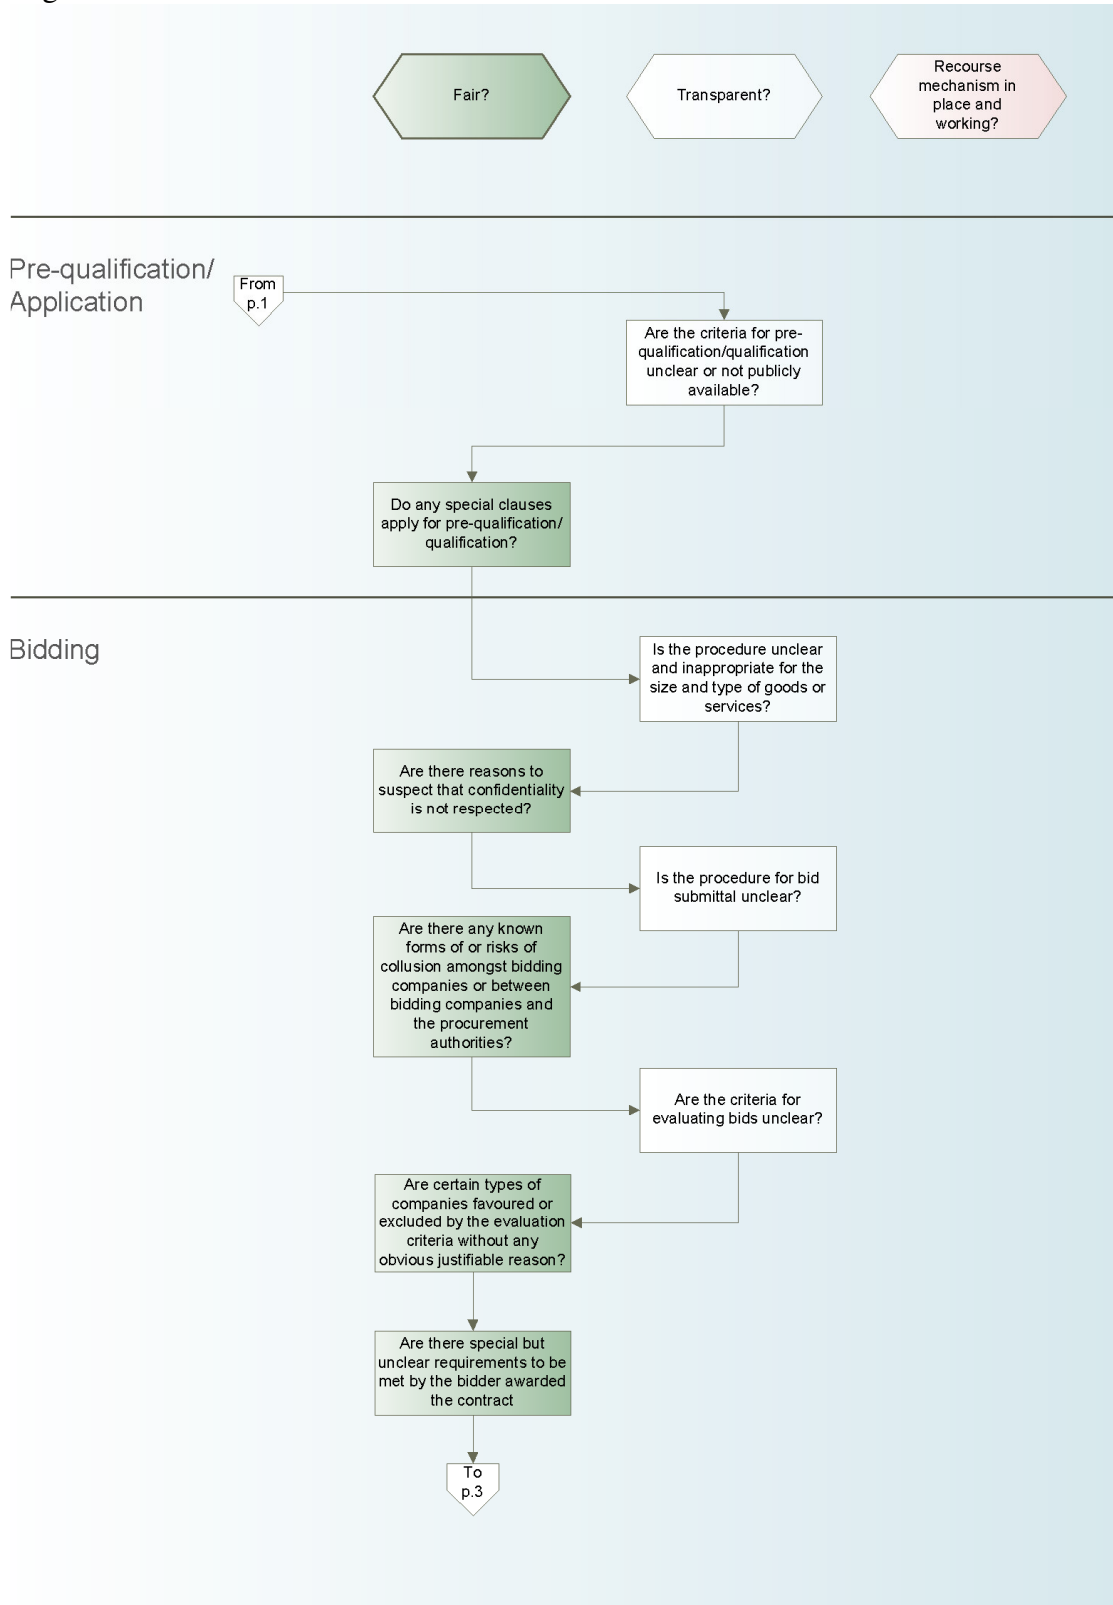 Fair?
Transparent?
Recourse
mechanism in
place and
working?
Pre-qualification/
Application
From
p.1
Are the criteria for pre-
qualification/qualification
unclear or not publicly
available?
Do any special clauses
apply for pre-qualification/
qualification?
Bidding
Is the procedure unclear
and inappropriate for the
size and type of goods or
services?
Are there reasons to
suspect that confidentiality
is not respected?
Is the procedure for bid
submittal unclear?
Are there any known
forms of or risks of
collusion amongst bidding
companies or between
bidding companies and
the procurement
authorities?
Are the criteria for
evaluating bids unclear?
Are certain types of
companies favoured or
excluded by the evaluation
criteria without any
obvious justifiable reason?
Are there special but
unclear requirements to be
met by the bidder awarded
the contract
To
p.3